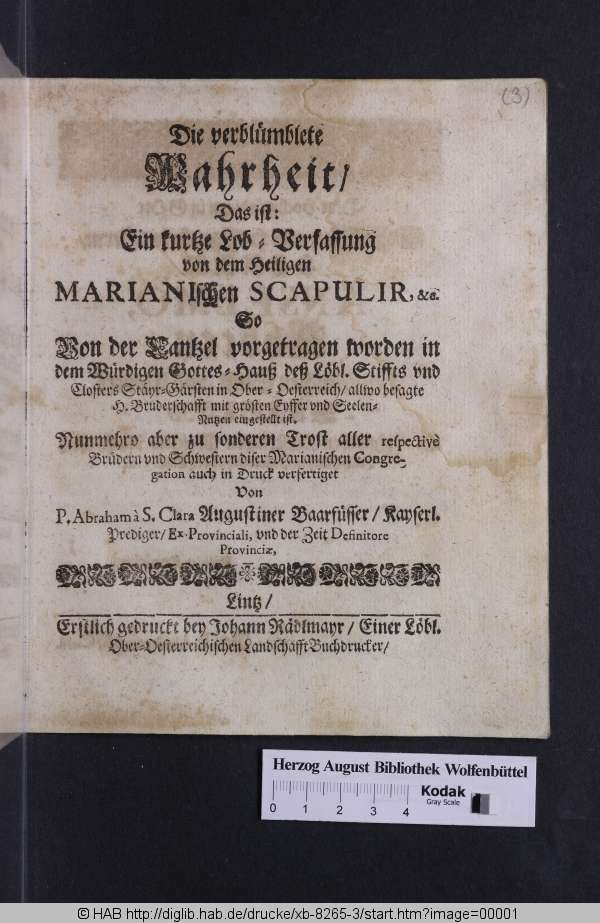 (3)
Die verblümblete
Wahrheit/
Das ist:
Ein kurtze Lob-Verfassung
von dem Heiligen
MARIANIschen SCAPULIR, &c.
So
Von der Cantzel vorgetragen worden in
dem Würdigen Gottes-Hauß deß Löbl. Stiffts vnd
Closters Stäyr-Gärsten in Ober-Oesterreich/ allwo besagte
H. Bruderschafft mit grösten Eyffer vnd Seelen-
Nutzen eingestellt ist.
Nunmehro aber zu sonderen Trost aller respectivè
Brüdern vnd Schwestern diser Marianischen Congre-
gation auch in Druck verfertiget
Von
P. Abraham à S. Clara Augustiner Baarfüsser/ Kayserl.
Prediger/ Ex-Provinciali, vnd der Zeit Definitore
Provinciæ,
Lintz/
Erstlich gedruckt bey Johann Rädlmayr/ Einer Löbl.
Ober-Oesterreichischen Landschafft Buchdrucker/
Herzog August Bibliothek Wolfenbüttel
Kodak
Gray Scale
0 1 2 3 4
© HAB http://diglib.hab.de/drucke/xb-8265-3/start.htm?image=00001